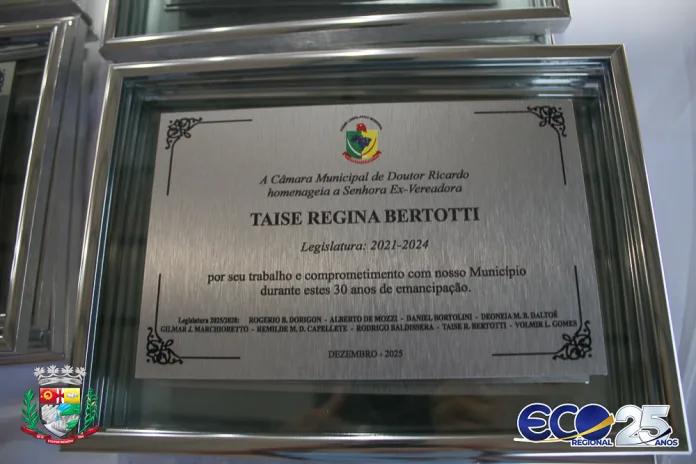 A Câmara Municipal de Doutor Ricardo
homenageia a Senhora Ex-Vereadora
TAISE REGINA BERTOTTI
Legislatura: 2021-2024
por seu trabalho e comprometimento com nosso Município
durante estes 30 anos de emancipação.
Legislatura 2025/2028: ROGERIO B. DORIGON - ALBERTO DE MOZZI - DANIEL BORTOLINI - DEONEIA M. B. DALTOÉ
GILMAR J. MARCHIORETTO - REMILDE M. D. CAPELLETE - RODRIGO BALDISSERA - TAISE R. BERTOTTI - VOLMIR L. GOMES
DEZEMBRO - 2025
ECO 25
REGIONAL ANOS